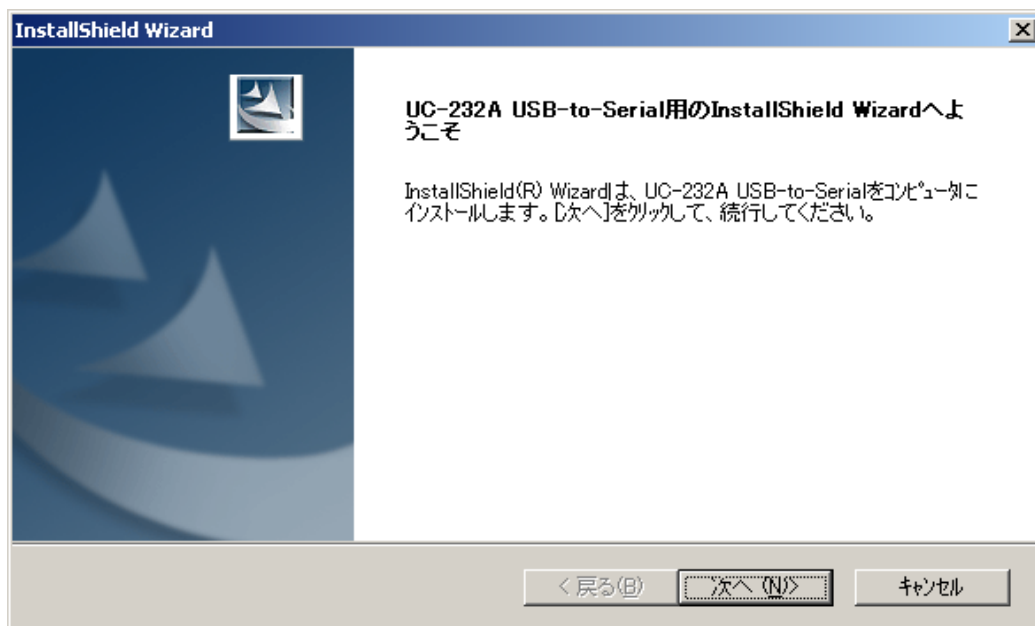 InstallShield Wizard
UC-232A USB-to-Serial用のInstallShield Wizardへよ
うこそ
InstallShield(R) Wizardは、UC-232A USB-to-Serialをコンピュータに
インストールします。[次へ]をクリックして、続行してください。
< 戻る(B)
次へ (N)>
キャンセル